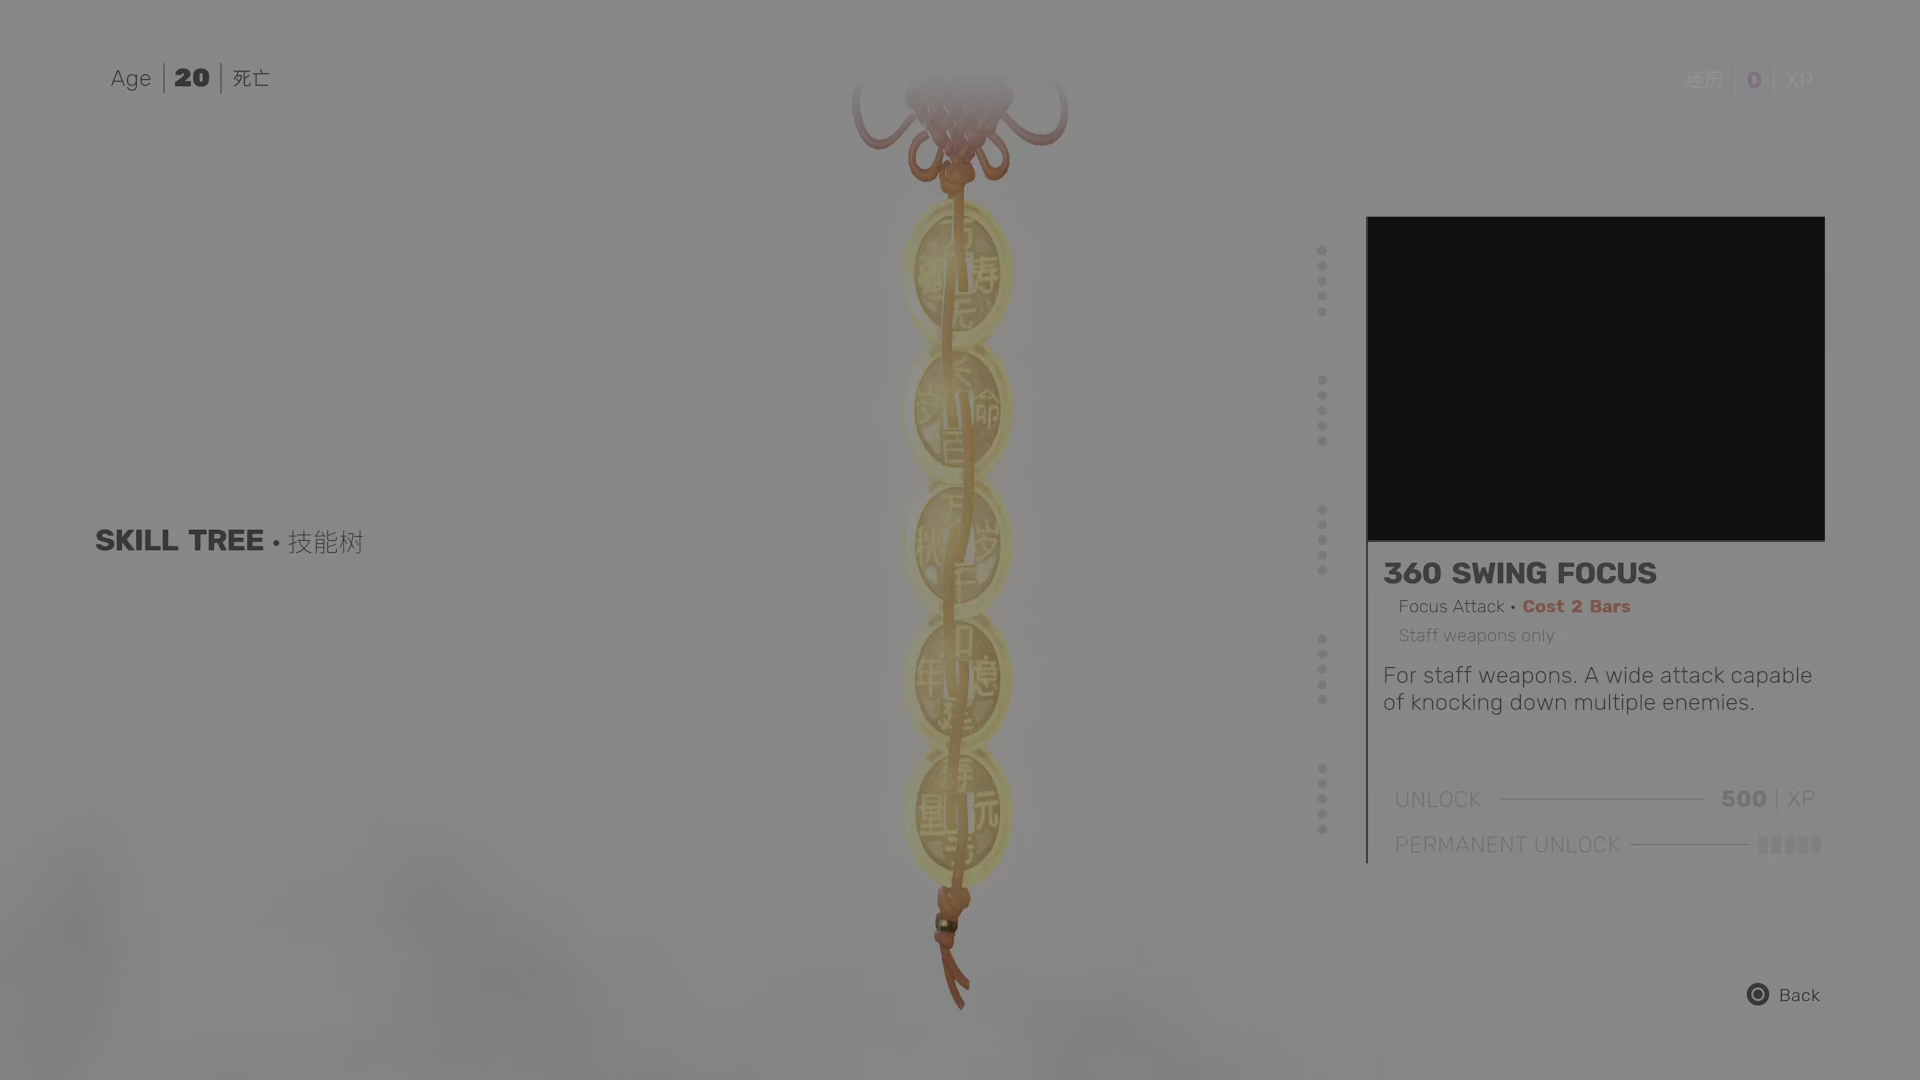 Age | 20 | 死亡
经历 | 0 | XP
SKILL TREE · 技能树
360 SWING FOCUS
Focus Attack · Cost 2 Bars
Staff weapons only
For staff weapons. A wide attack capable
of knocking down multiple enemies.
UNLOCK 500 | XP
PERMANENT UNLOCK
Back